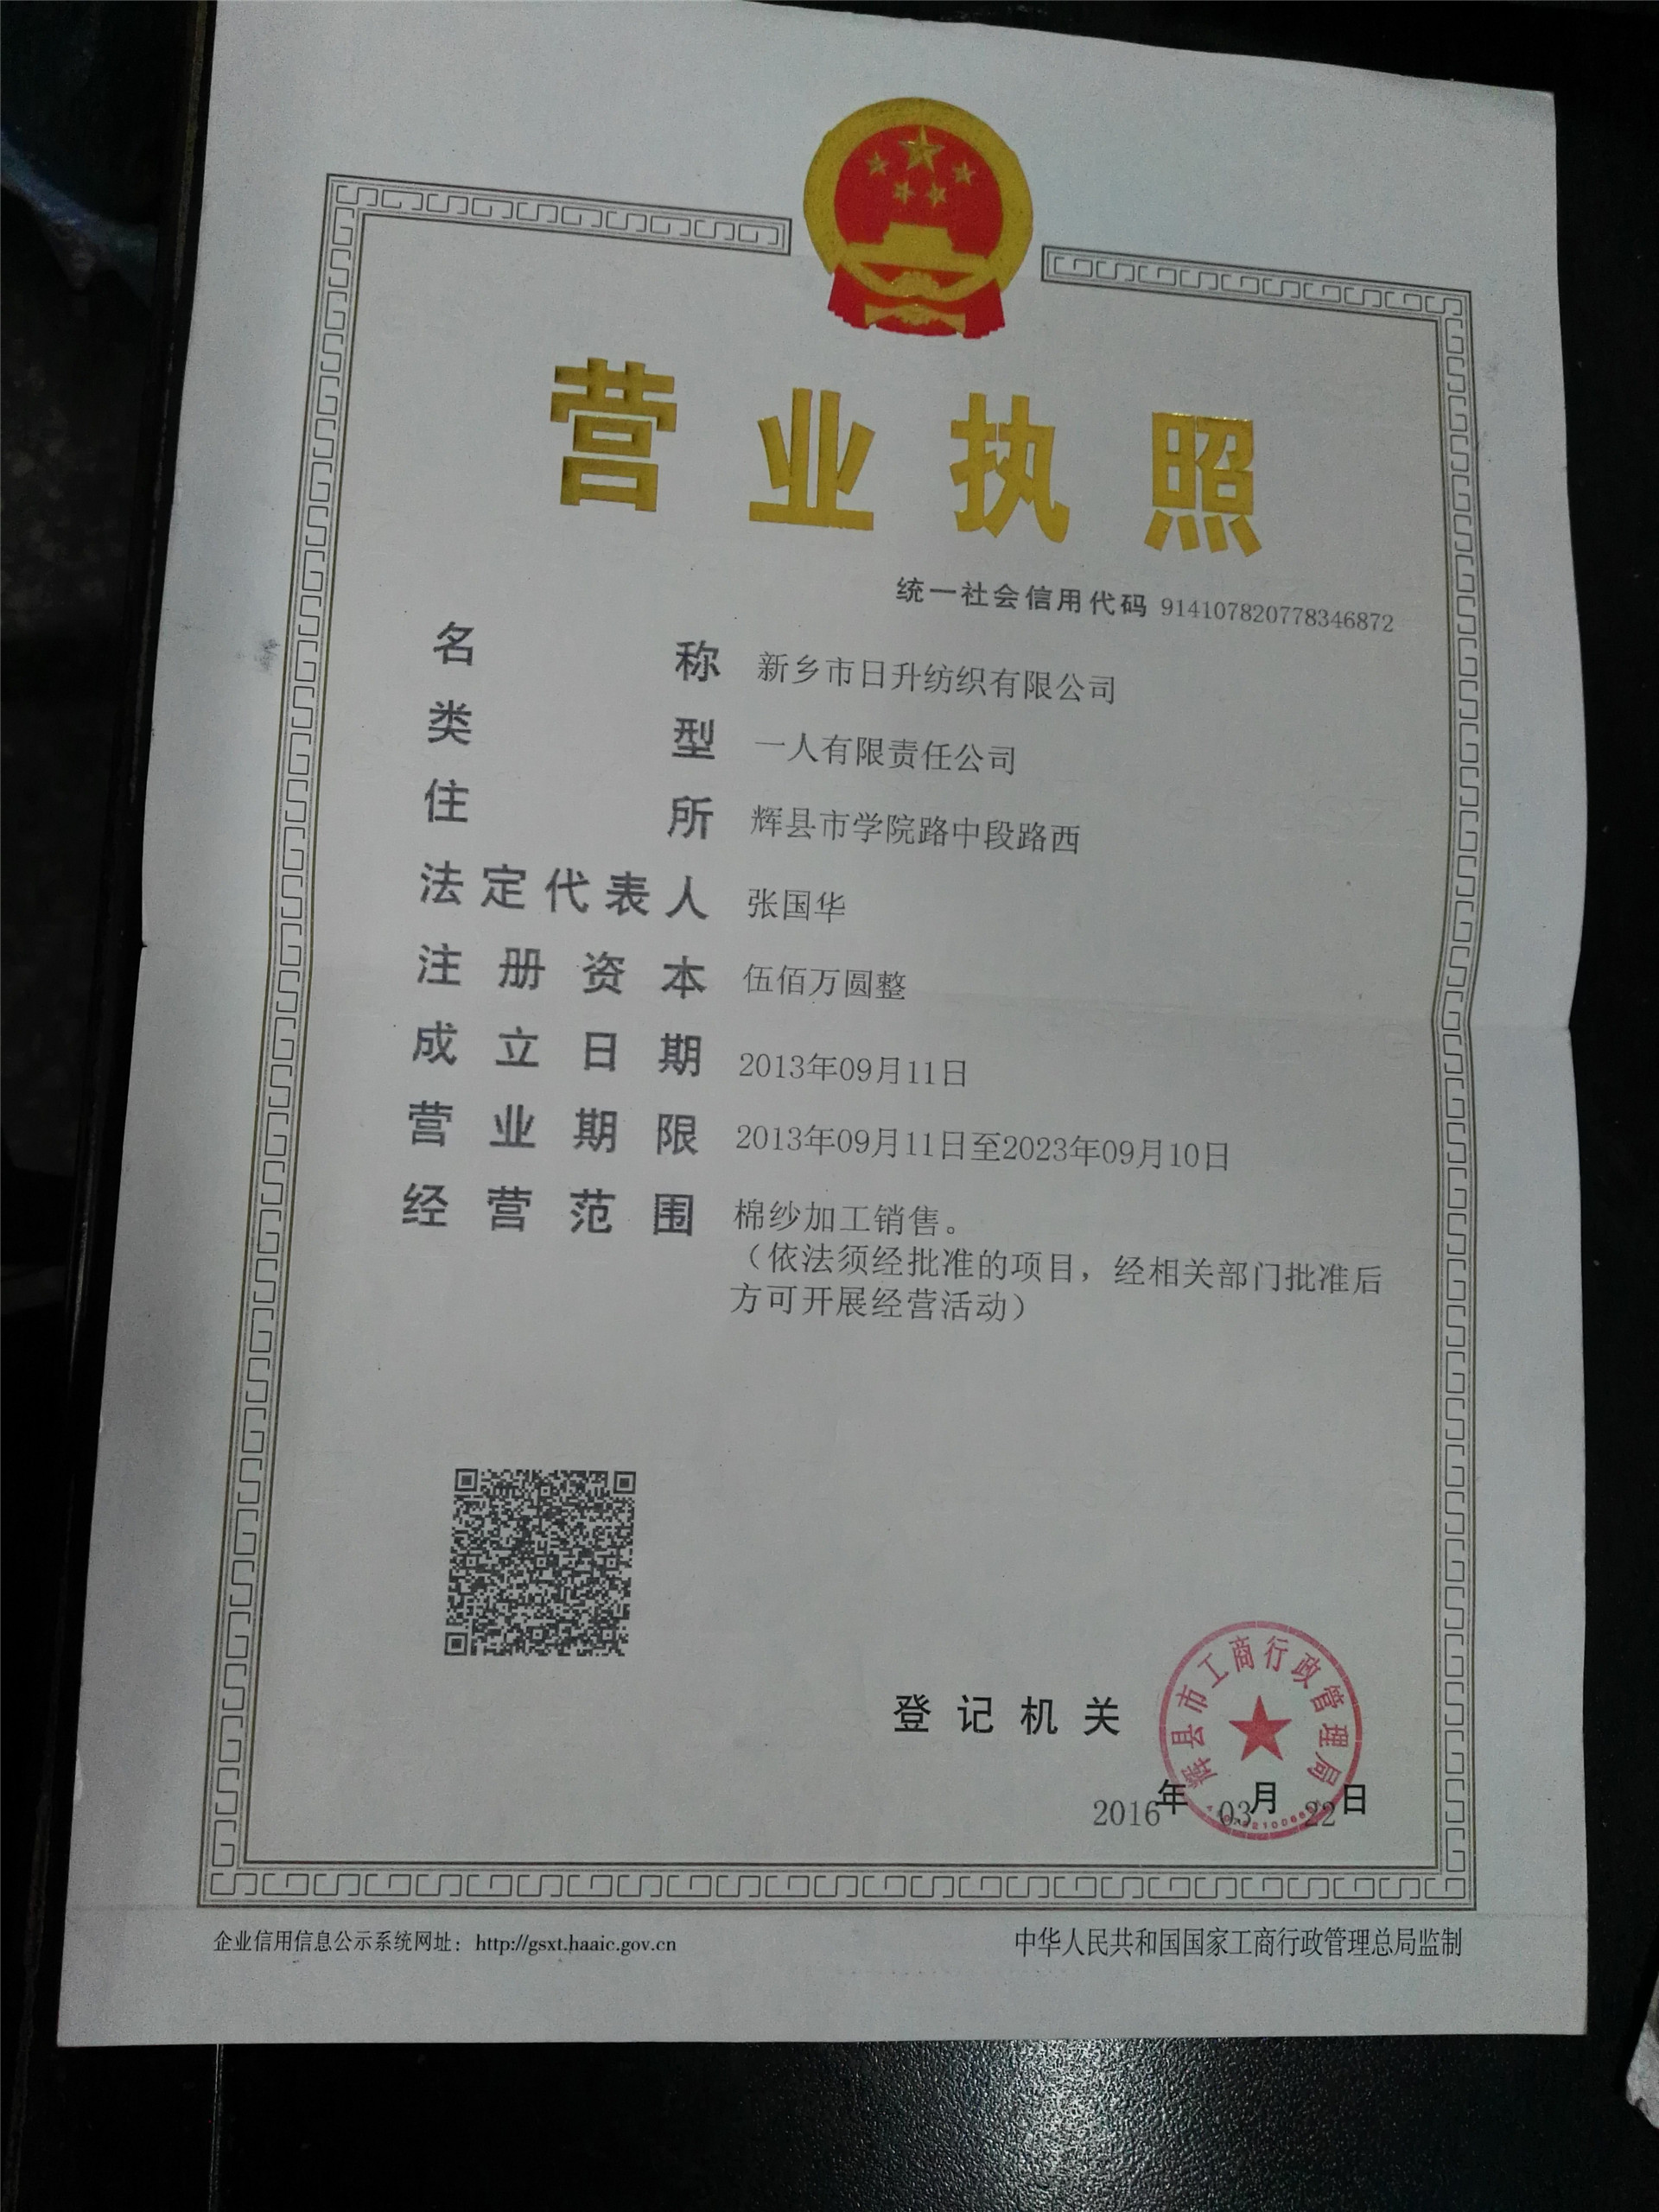 营业执照
统一社会信用代码 914107820778346872
名称 新乡市日升纺织有限公司
类型 一人有限责任公司
住所 辉县市学院路中段路西
法定代表人 张国华
注册资本 伍佰万圆整
成立日期 2013年09月11日
营业期限 2013年09月11日至2023年09月10日
经营范围 棉纱加工销售。
（依法须经批准的项目，经相关部门批准后
方可开展经营活动）
登记机关
辉县市工商行政管理局
2016年03月22日
企业信用信息公示系统网址：http://gsxt.haaic.gov.cn
中华人民共和国国家工商行政管理总局监制